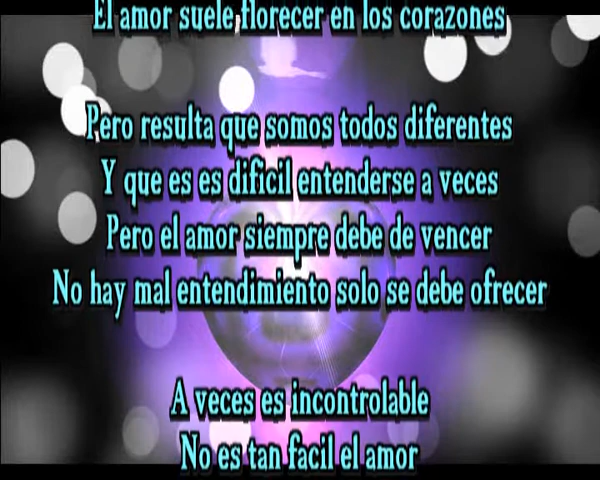 El amor suele florecer en los corazones
Pero resulta que somos todos diferentes
Y que es es dificil entenderse a veces
Pero el amor siempre debe de vencer
No hay mal entendimiento solo se debe ofrecer
A veces es incontrolable
No es tan facil el amor